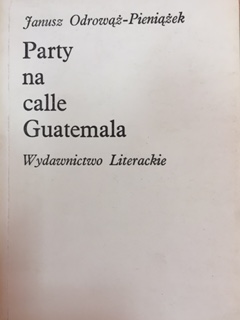 Janusz Odrowąż-Pieniążek
Party
na
calle
Guatemala
Wydawnictwo Literackie